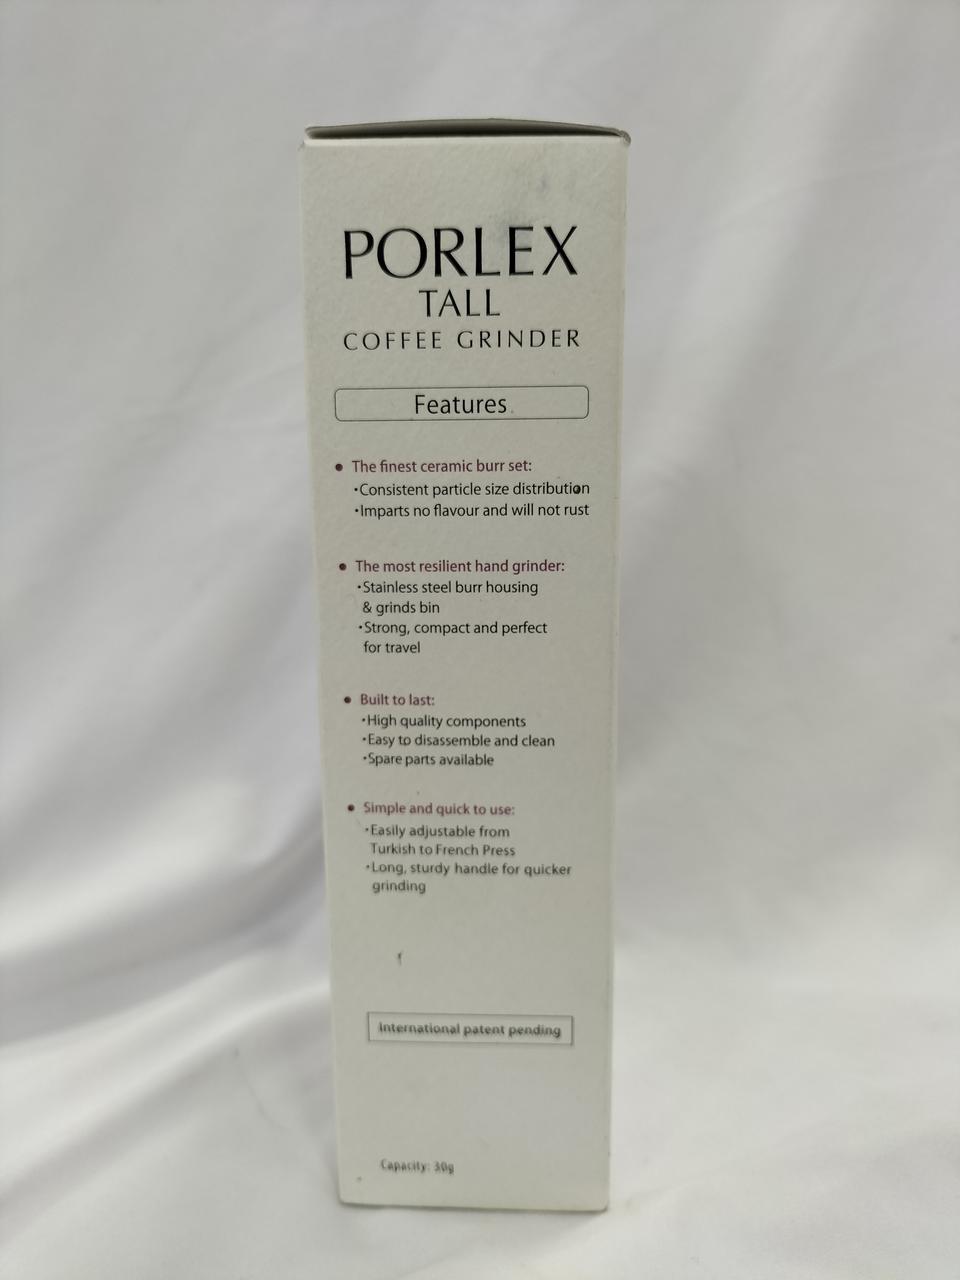 PORLEX
TALL
COFFEE GRINDER
Features
• The finest ceramic burr set:
・Consistent particle size distribution
・Imparts no flavour and will not rust
• The most resilient hand grinder:
・Stainless steel burr housing
& grinds bin
・Strong, compact and perfect
for travel
• Built to last:
・High quality components
・Easy to disassemble and clean
・Spare parts available
• Simple and quick to use:
・Easily adjustable from
Turkish to French Press
・Long, sturdy handle for quicker
grinding
International patent pending
Capacity: 30g